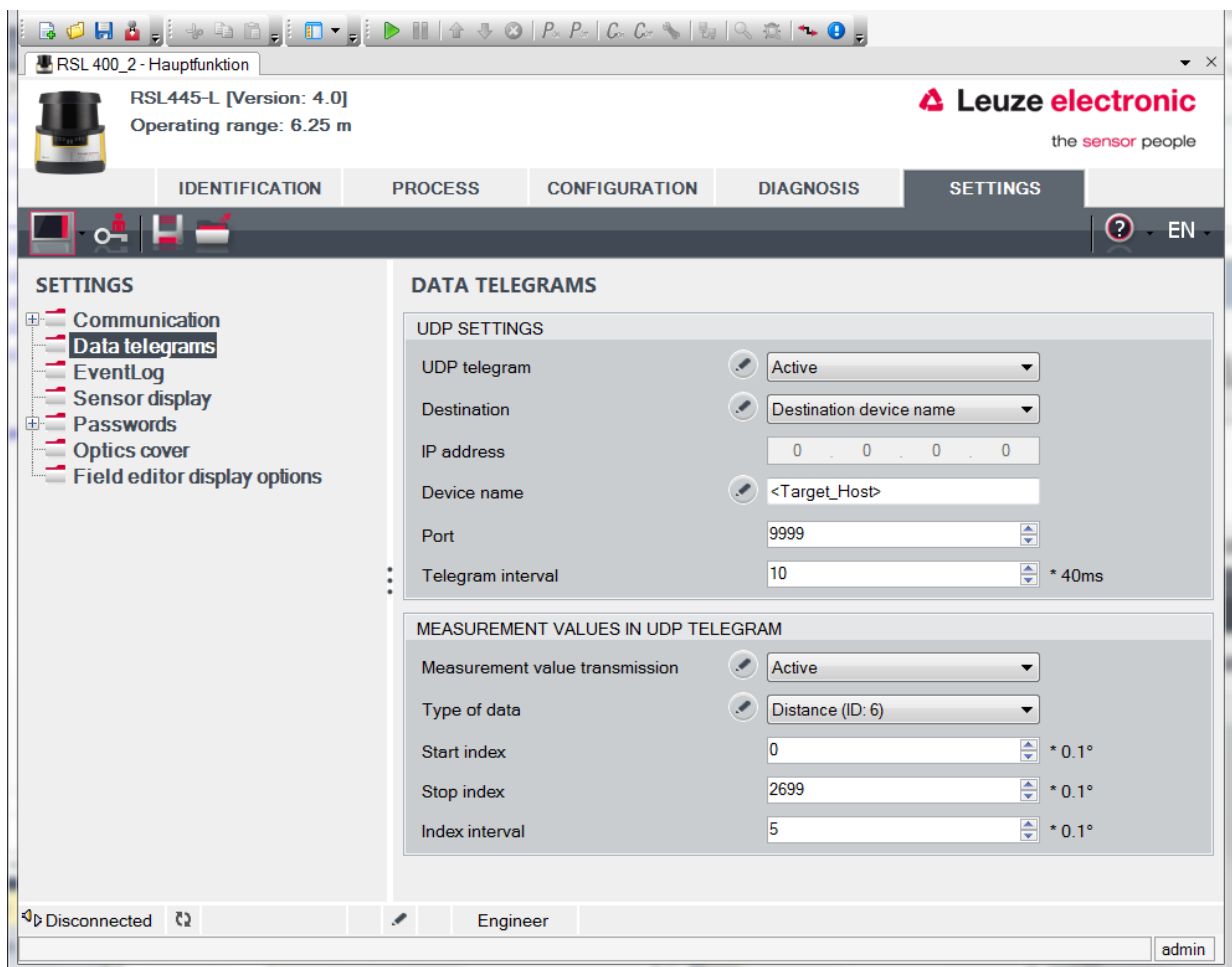 RSL 400_2 - Hauptfunktion
RSL445-L [Version: 4.0]
Operating range: 6.25 m
Leuze electronic
the sensor people
IDENTIFICATION PROCESS CONFIGURATION DIAGNOSIS SETTINGS
EN
SETTINGS
Communication
Data telegrams
EventLog
Sensor display
Passwords
Optics cover
Field editor display options
DATA TELEGRAMS
UDP SETTINGS
UDP telegram Active
Destination Destination device name
IP address 0 . 0 . 0 . 0
Device name <Target_Host>
Port 9999
Telegram interval 10 * 40ms
MEASUREMENT VALUES IN UDP TELEGRAM
Measurement value transmission Active
Type of data Distance (ID: 6)
Start index 0 * 0.1°
Stop index 2699 * 0.1°
Index interval 5 * 0.1°
Disconnected Engineer
admin